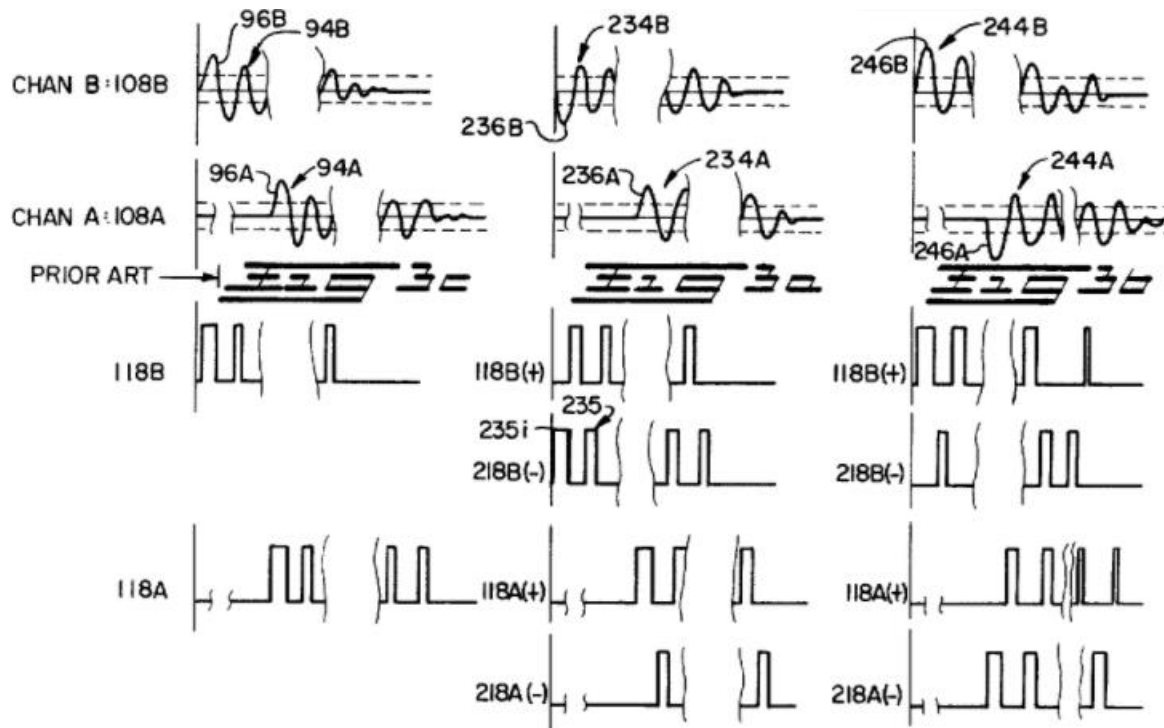 96B 94B
CHAN B:108B
234B
236B
244B
246B
96A 94A
CHAN A:108A
236A 234A
244A
246A
PRIOR ART
118B
118B(+)
118B(+)
235
235i
218B(-)
218B(-)
118A
118A(+)
118A(+)
218A(-)
218A(-)